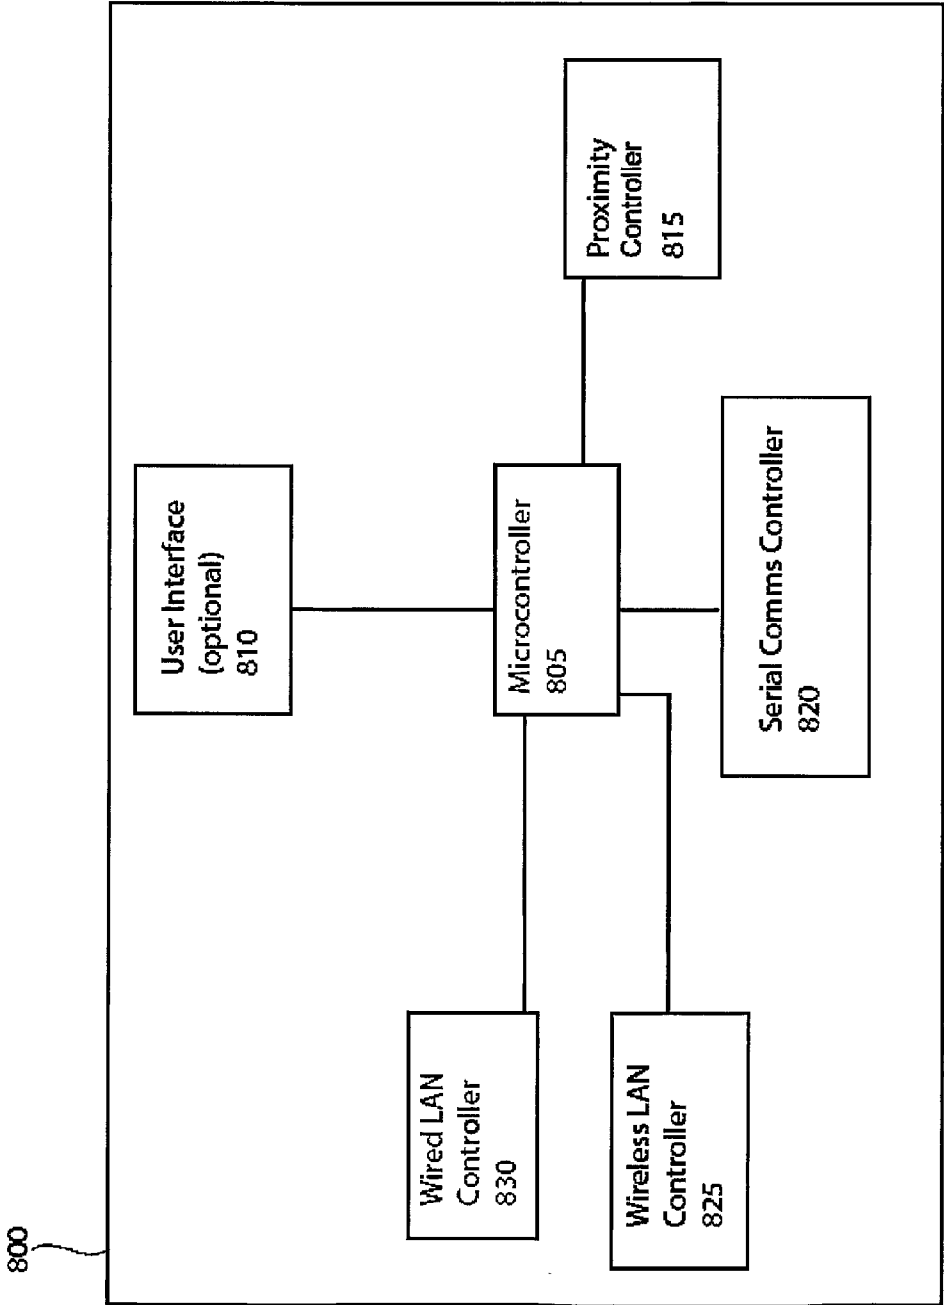 800
User Interface
(optional)
810
Wired LAN
Controller
830
Microcontroller
805
Proximity
Controller
815
Wireless LAN
Controller
825
Serial Comms Controller
820